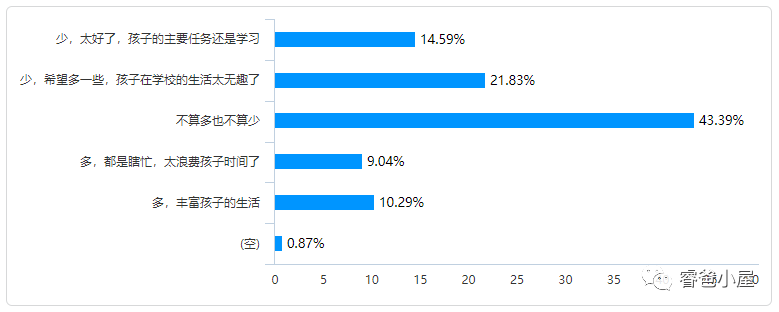 少，太好了，孩子的主要任务还是学习
14.59%
少，希望多一些，孩子在学校的生活太无趣了
21.83%
不算多也不算少
43.39%
多，都是瞎忙，太浪费孩子时间了
9.04%
多，丰富孩子的生活
10.29%
(空)
0.87%
0 5 10 15 20 25 30 35 40
睿爸小屋